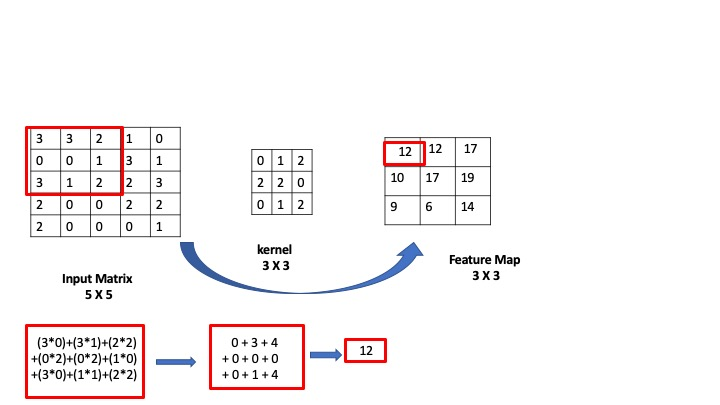 3 3 2 1 0
0 0 1 3 1
3 1 2 2 3
2 0 0 2 2
2 0 0 0 1
Input Matrix
5 X 5
0 1 2
2 2 0
0 1 2
kernel
3 X 3
12 12 17
10 17 19
9 6 14
Feature Map
3 X 3
(3*0)+(3*1)+(2*2)
+(0*2)+(0*2)+(1*0)
+(3*0)+(1*1)+(2*2)
0 + 3 + 4
+ 0 + 0 + 0
+ 0 + 1 + 4
12